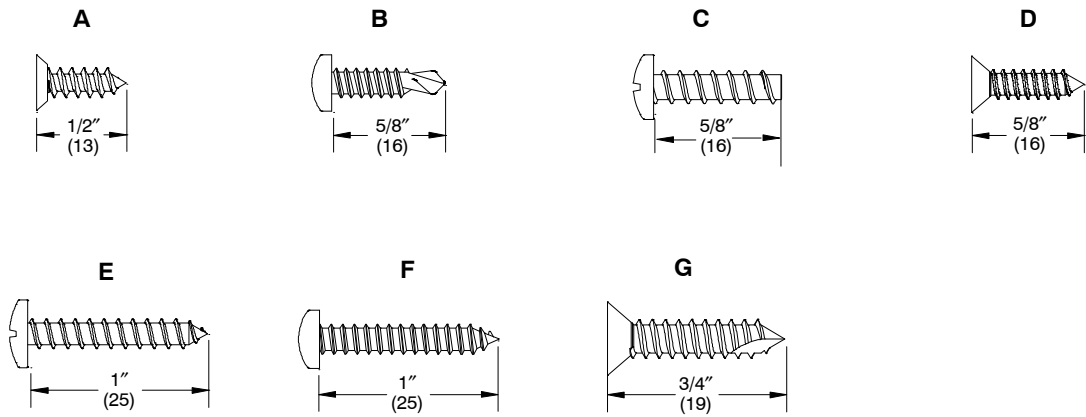 A
B
C
D
1/2″
(13)
5/8″
(16)
5/8″
(16)
5/8″
(16)
E
F
G
1″
(25)
1″
(25)
3/4″
(19)